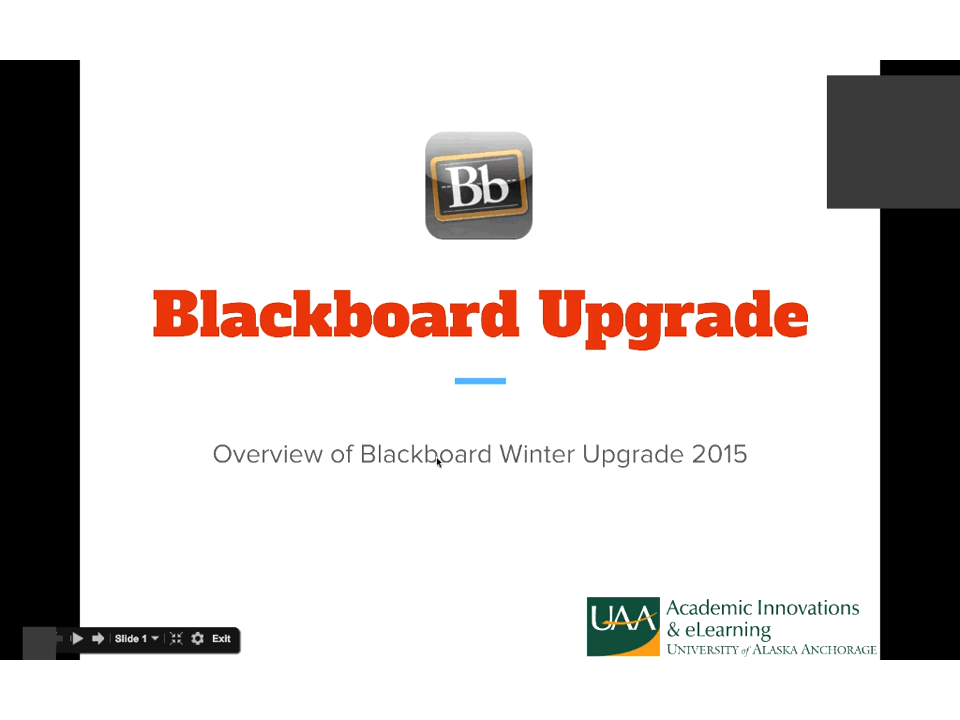 Bb
Blackboard Upgrade
Overview of Blackboard Winter Upgrade 2015
UAA
Academic Innovations
& eLearning
UNIVERSITY of ALASKA ANCHORAGE
Slide 1
Exit